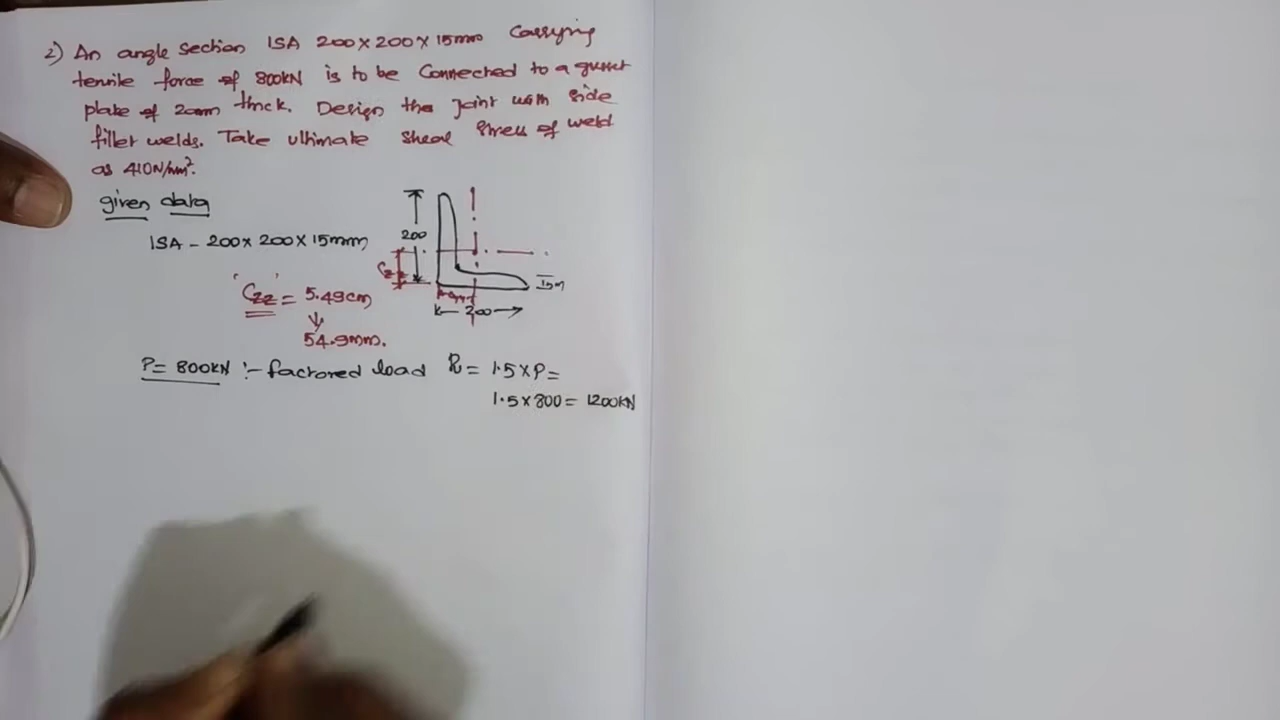 2) An angle section ISA 200×200×15mm Carrying
tensile force of 800KN is to be Connected to a gusset
plate of 20mm thick. Design the Joint with side
fillet welds. Take ultimate shear stress of weld
as 410N/mm².
given data
ISA - 200×200×15mm
200
Czz
'Czz' = 5.49cm
15m
200
54.9mm.
P= 800KN :- factored load Pu = 1.5×P=
1.5×800= 1200KN